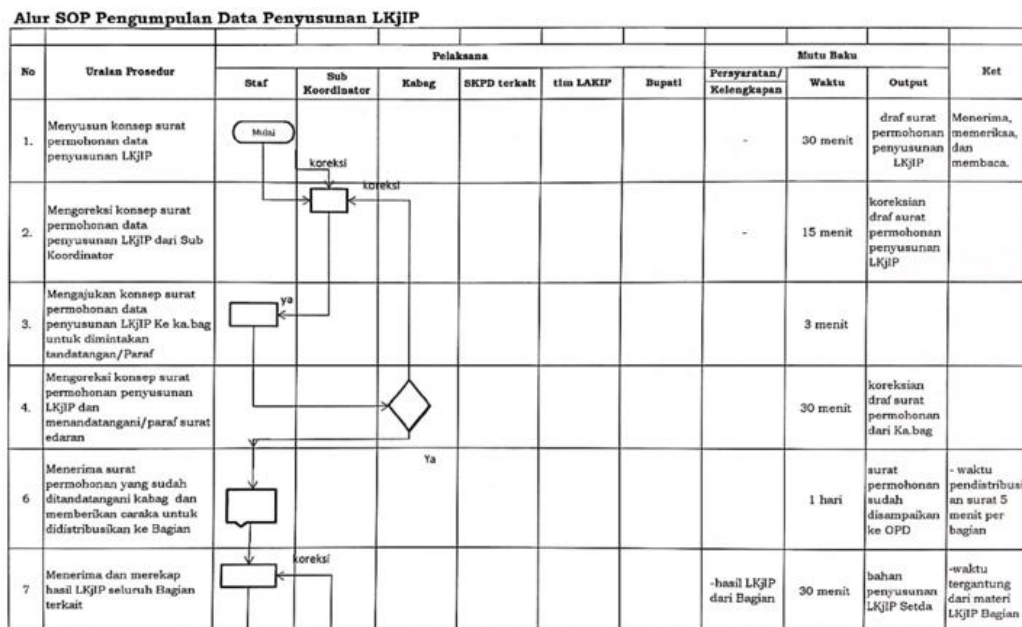 Alur SOP Pengumpulan Data Penyusunan LKjIP
No
Uraian Prosedur
Pelaksana
Mutu Baku
Ket
Staf
Sub
Koordinator
Kabag
SKPD terkait
tim LAKIP
Bupati
Persyaratan/
Kelengkapan
Waktu
Output
1.
Menyusun konsep surat
permohonan data
penyusunan LKjIP
Mulai
koreksi
-
30 menit
draf surat
permohonan
penyusunan
LKjIP
Menerima,
memeriksa,
dan
membaca.
2.
Mengoreksi konsep surat
permohonan data
penyusunan LKjIP dari Sub
Koordinator
koreksi
-
15 menit
koreksian
draf surat
permohonan
penyusunan
LKjIP
3.
Mengajukan konsep surat
permohonan data
penyusunan LKjIP Ke ka.bag
untuk dimintakan
tandatangan/Paraf
ya
3 menit
4.
Mengoreksi konsep surat
permohonan penyusunan
LKjIP dan
menandatangani/paraf surat
edaran
30 menit
koreksian
draf surat
permohonan
dari Ka.bag
6
Menerima surat
permohonan yang sudah
ditandatangani kabag dan
memberikan caraka untuk
didistribusikan ke Bagian
Ya
1 hari
surat
permohonan
sudah
disampaikan
ke OPD
- waktu
pendistribusi
an surat 5
menit per
bagian
7
Menerima dan merekap
hasil LKjIP seluruh Bagian
terkait
koreksi
-hasil LKjIP
dari Bagian
30 menit
bahan
penyusunan
LKjIP Setda
-waktu
tergantung
dari materi
LKjIP Bagian